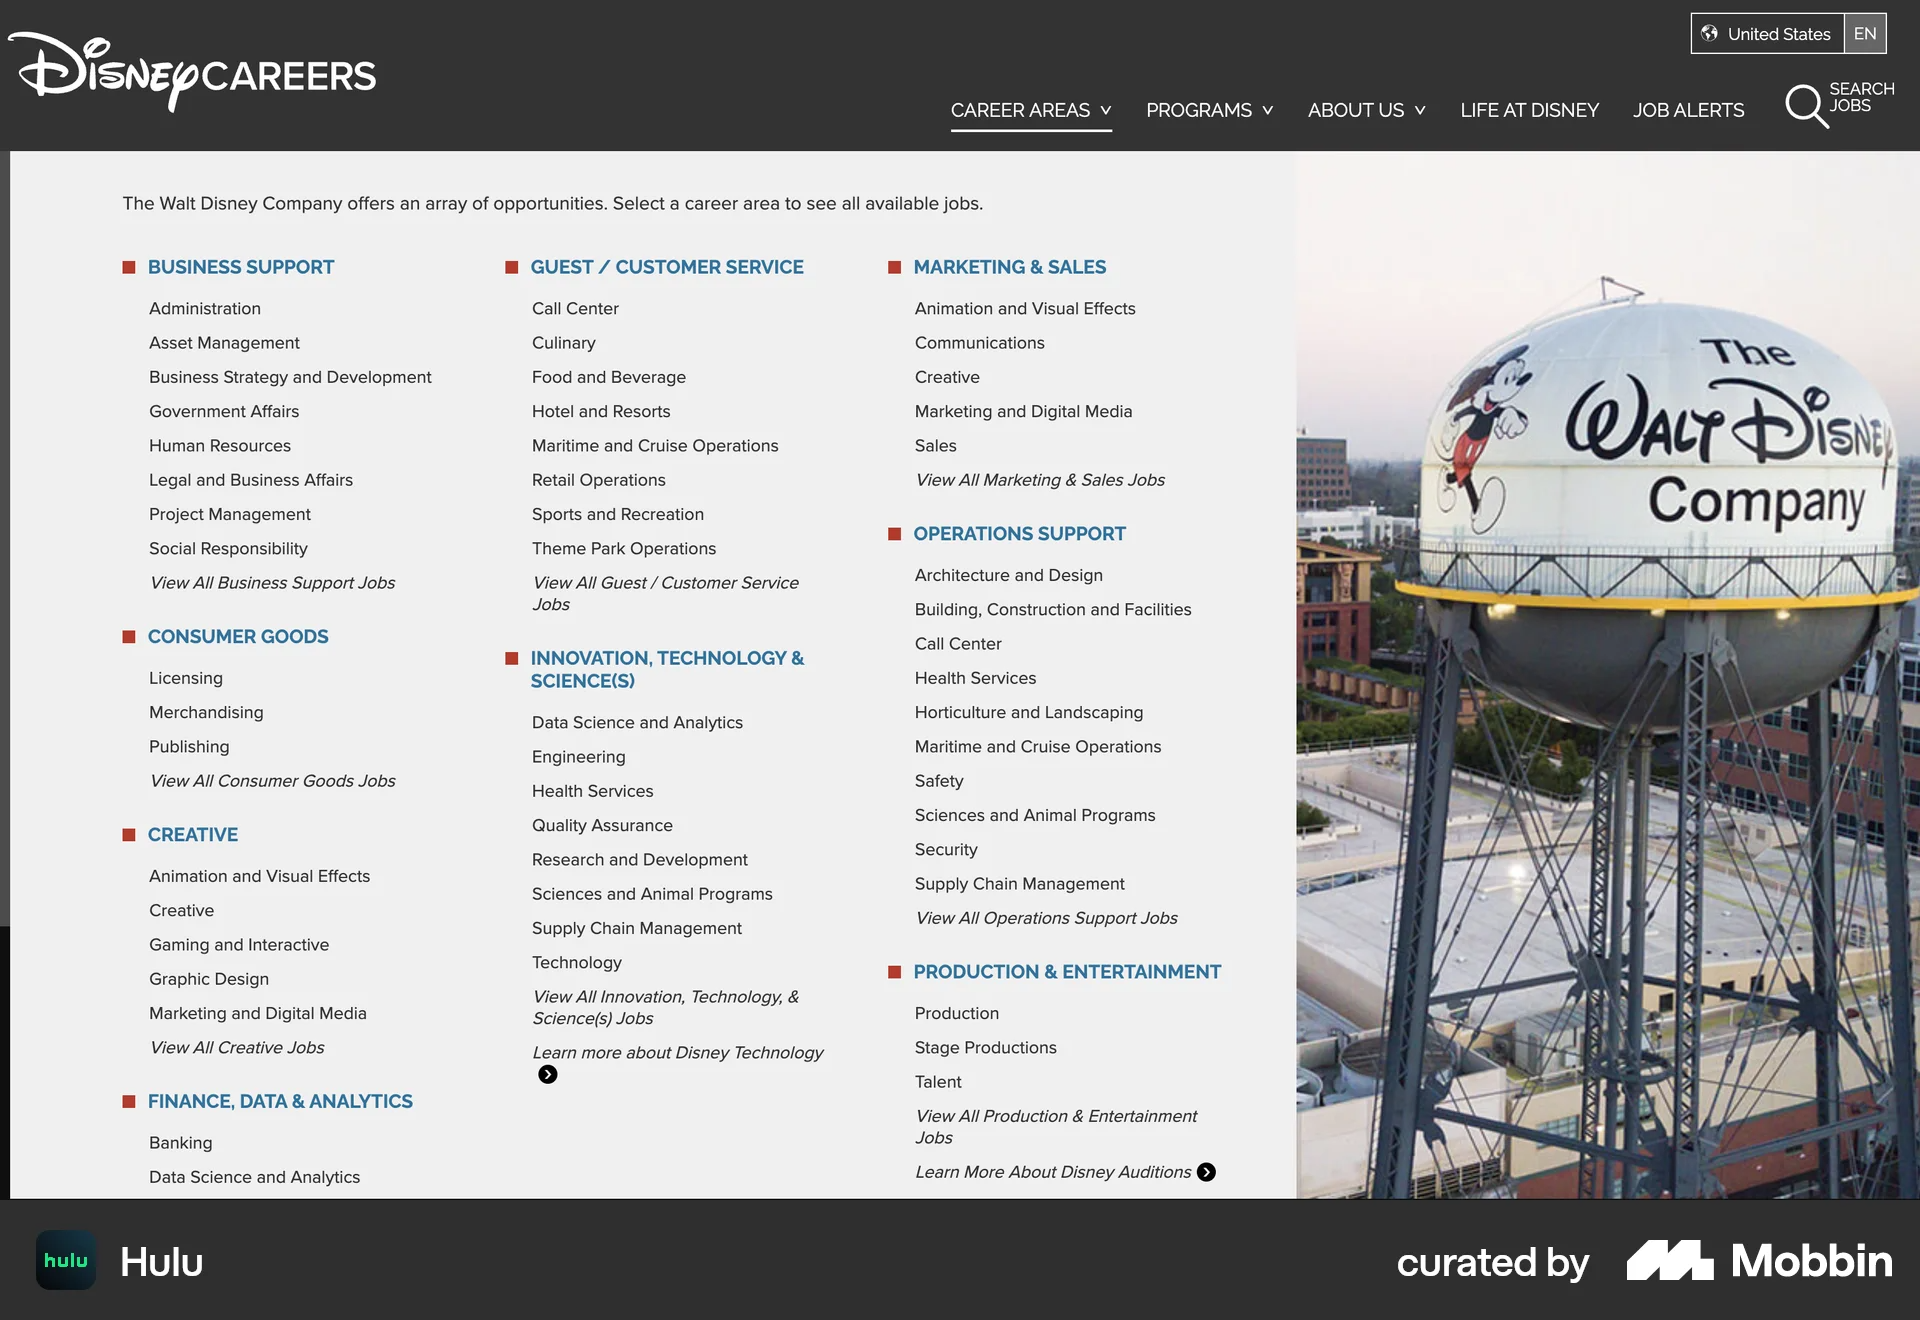 United States EN
Disney CAREERS
CAREER AREAS PROGRAMS ABOUT US LIFE AT DISNEY JOB ALERTS SEARCH JOBS
The Walt Disney Company offers an array of opportunities. Select a career area to see all available jobs.
BUSINESS SUPPORT
Administration
Asset Management
Business Strategy and Development
Government Affairs
Human Resources
Legal and Business Affairs
Project Management
Social Responsibility
View All Business Support Jobs
CONSUMER GOODS
Licensing
Merchandising
Publishing
View All Consumer Goods Jobs
CREATIVE
Animation and Visual Effects
Creative
Gaming and Interactive
Graphic Design
Marketing and Digital Media
View All Creative Jobs
FINANCE, DATA & ANALYTICS
Banking
Data Science and Analytics
GUEST / CUSTOMER SERVICE
Call Center
Culinary
Food and Beverage
Hotel and Resorts
Maritime and Cruise Operations
Retail Operations
Sports and Recreation
Theme Park Operations
View All Guest / Customer Service
Jobs
INNOVATION, TECHNOLOGY &
SCIENCE(S)
Data Science and Analytics
Engineering
Health Services
Quality Assurance
Research and Development
Sciences and Animal Programs
Supply Chain Management
Technology
View All Innovation, Technology, &
Science(s) Jobs
Learn more about Disney Technology
MARKETING & SALES
Animation and Visual Effects
Communications
Creative
Marketing and Digital Media
Sales
View All Marketing & Sales Jobs
OPERATIONS SUPPORT
Architecture and Design
Building, Construction and Facilities
Call Center
Health Services
Horticulture and Landscaping
Maritime and Cruise Operations
Safety
Sciences and Animal Programs
Security
Supply Chain Management
View All Operations Support Jobs
PRODUCTION & ENTERTAINMENT
Production
Stage Productions
Talent
View All Production & Entertainment
Jobs
Learn More About Disney Auditions
The
Walt Disney
Company
hulu Hulu
curated by Mobbin